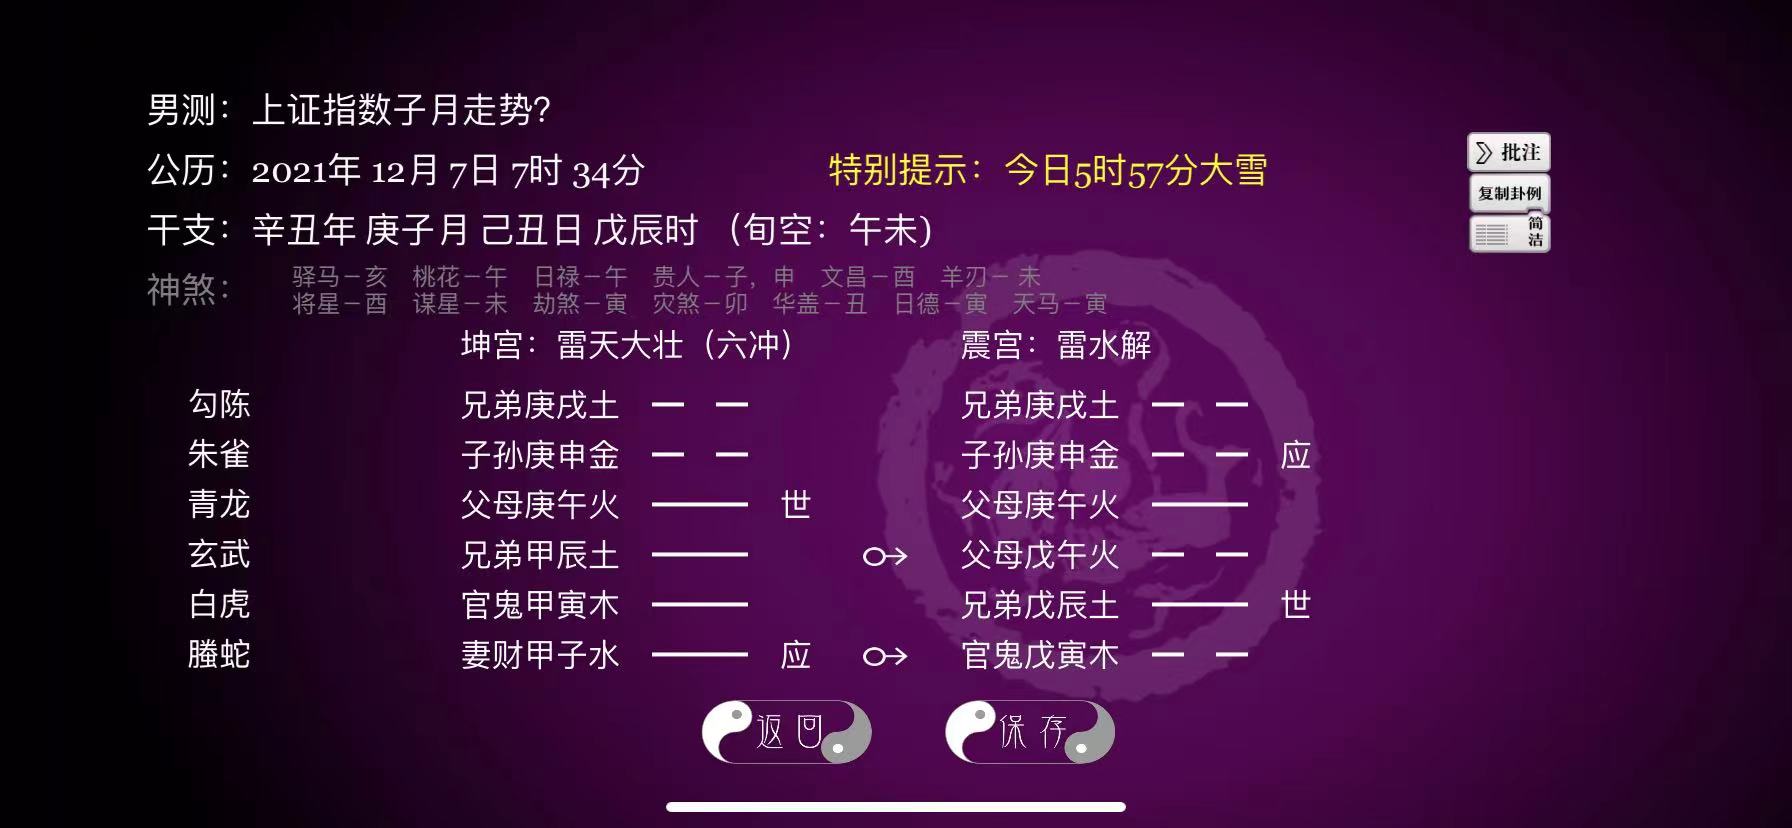 男测：上证指数子月走势?
公历：2021年 12月 7日 7时 34分 特别提示：今日5时57分大雪
干支：辛丑年 庚子月 己丑日 戊辰时 （旬空：午未）
神煞： 驿马－亥 桃花－午 日禄－午 贵人－子，申 文昌－酉 羊刃－未
将星－酉 谋星－未 劫煞－寅 灾煞－卯 华盖－丑 日德－寅 天马－寅
坤宫：雷天大壮（六冲） 震宫：雷水解
勾陈 兄弟庚戌土 兄弟庚戌土
朱雀 子孙庚申金 子孙庚申金 应
青龙 父母庚午火 世 父母庚午火
玄武 兄弟甲辰土 父母戊午火
白虎 官鬼甲寅木 兄弟戊辰土 世
螣蛇 妻财甲子水 应 官鬼戊寅木
批注
复制卦例
简洁
返回 保存